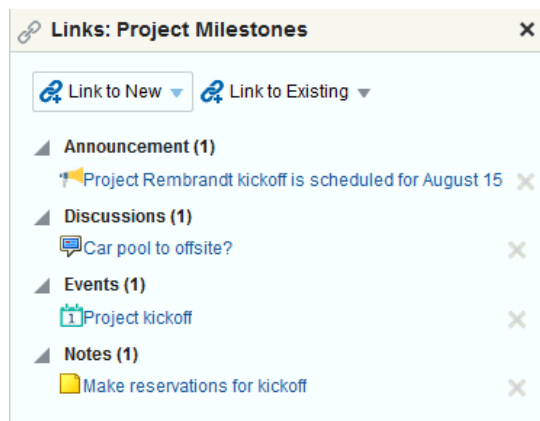 Links: Project Milestones
Link to New Link to Existing
Announcement (1)
Project Rembrandt kickoff is scheduled for August 15
Discussions (1)
Car pool to offsite?
Events (1)
1 Project kickoff
Notes (1)
Make reservations for kickoff